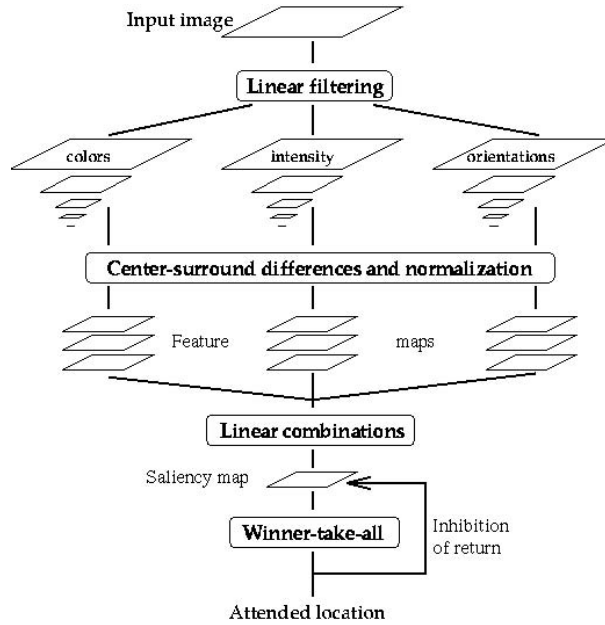 Input image
Linear filtering
colors
intensity
orientations
Center-surround differences and normalization
Feature
maps
Linear combinations
Saliency map
Winner-take-all
Inhibition
of return
Attended location